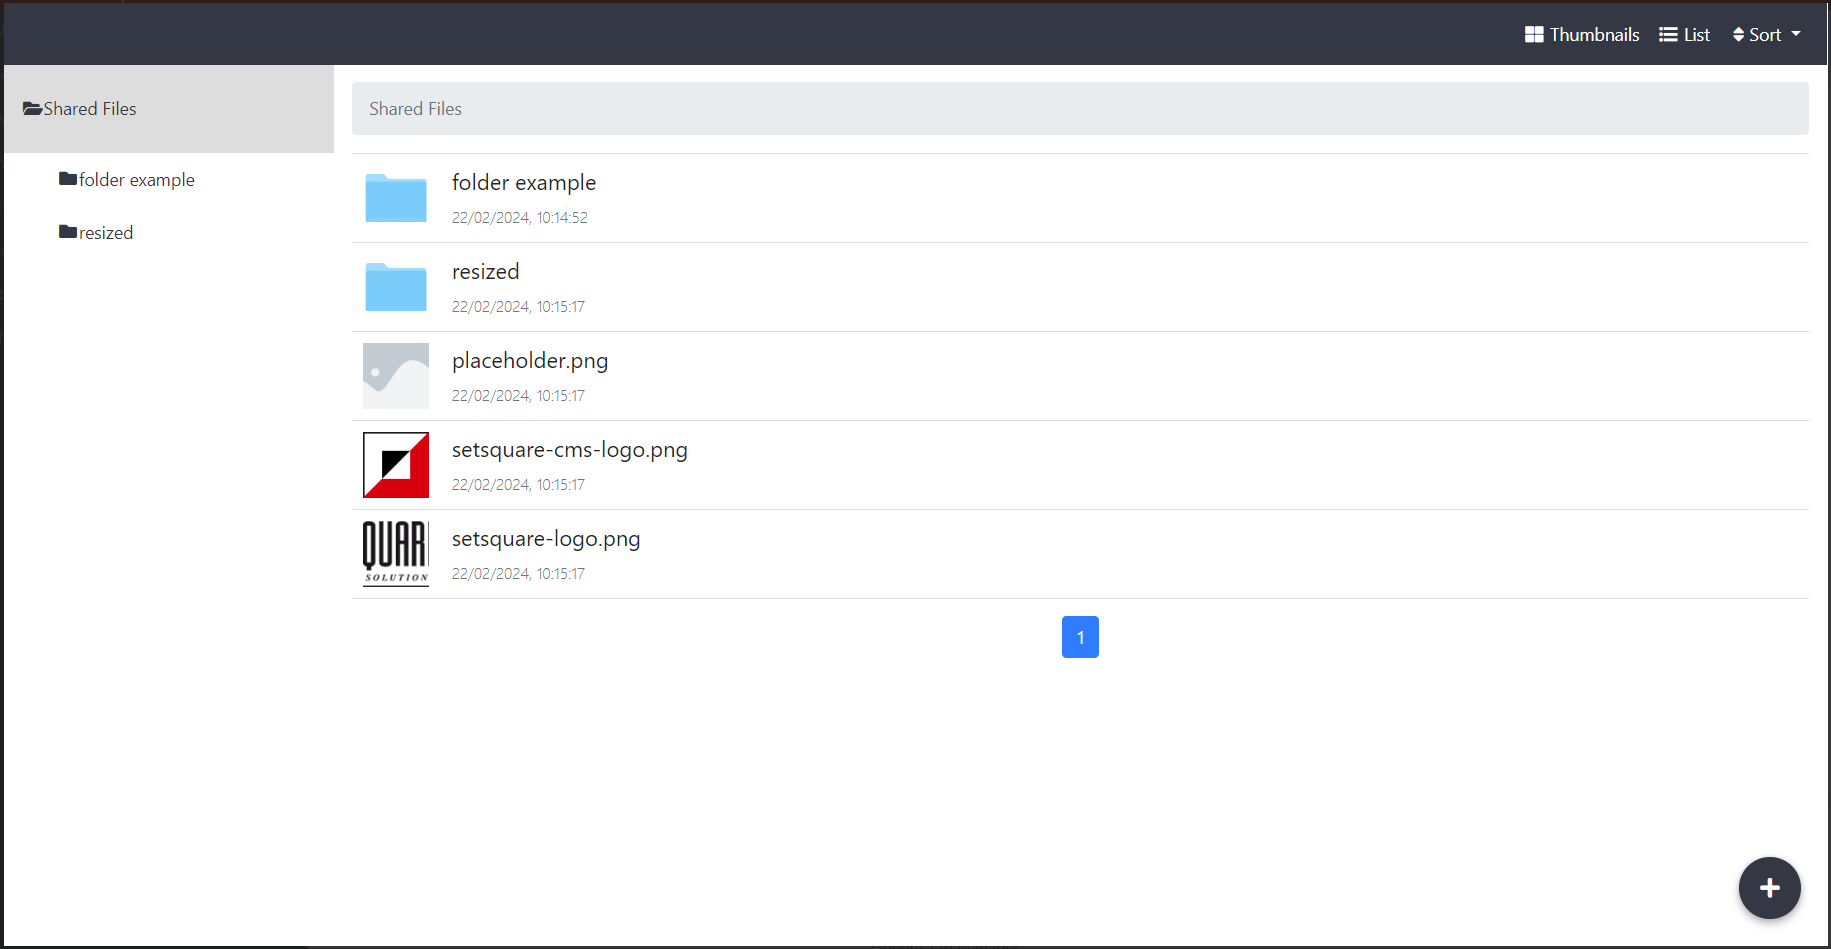 Thumbnails List Sort
Shared Files
folder example
resized
Shared Files
folder example
22/02/2024, 10:14:52
resized
22/02/2024, 10:15:17
placeholder.png
22/02/2024, 10:15:17
setsquare-cms-logo.png
22/02/2024, 10:15:17
QUAR
SOLUTION
setsquare-logo.png
22/02/2024, 10:15:17
1